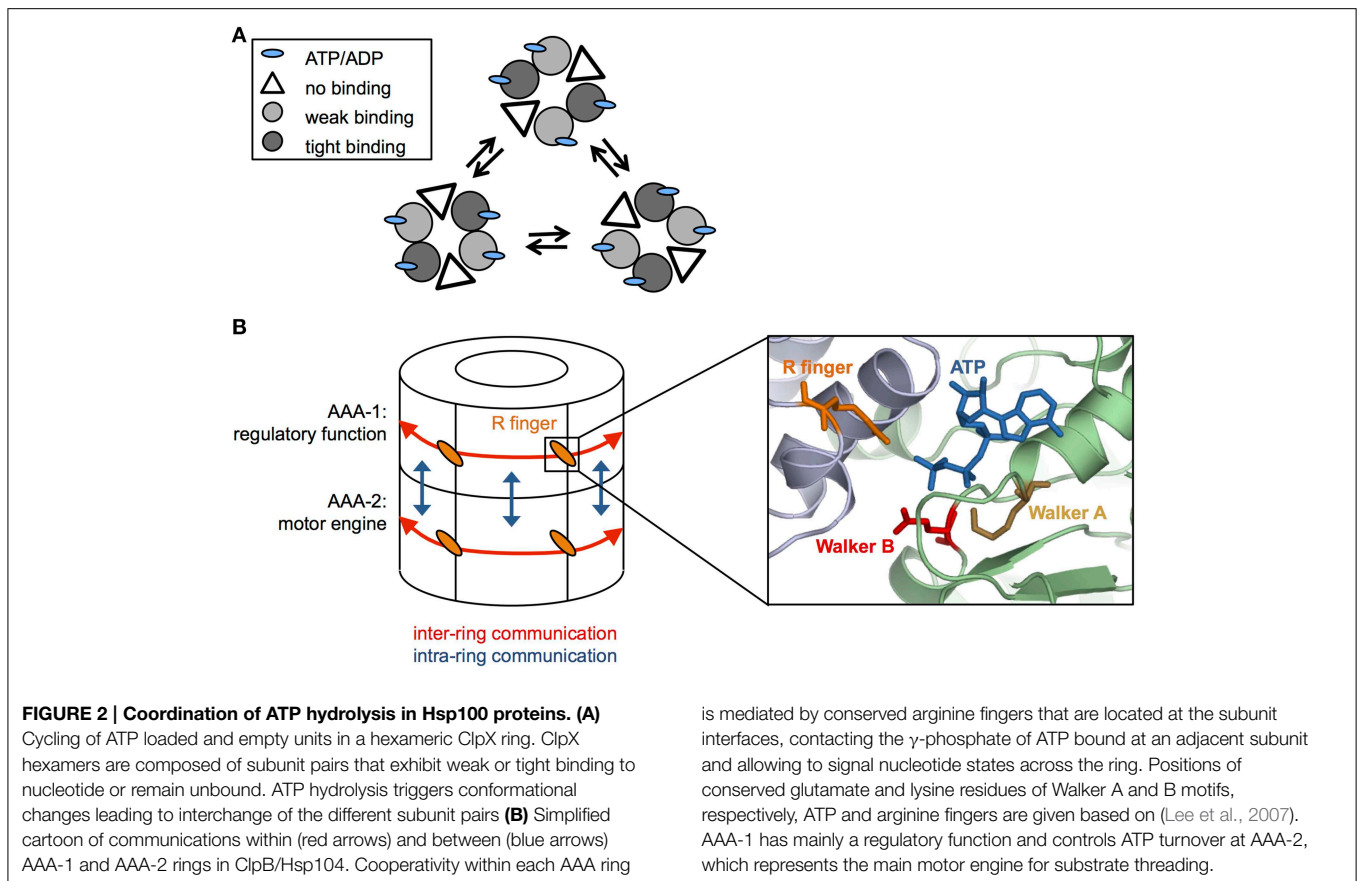 A
ATP/ADP
no binding
weak binding
tight binding
B
AAA-1:
regulatory function
AAA-2:
motor engine
R finger
inter-ring communication
intra-ring communication
R finger
ATP
Walker A
Walker B
FIGURE 2 | Coordination of ATP hydrolysis in Hsp100 proteins. (A)
Cycling of ATP loaded and empty units in a hexameric ClpX ring. ClpX
hexamers are composed of subunit pairs that exhibit weak or tight binding to
nucleotide or remain unbound. ATP hydrolysis triggers conformational
changes leading to interchange of the different subunit pairs (B) Simplified
cartoon of communications within (red arrows) and between (blue arrows)
AAA-1 and AAA-2 rings in ClpB/Hsp104. Cooperativity within each AAA ring
is mediated by conserved arginine fingers that are located at the subunit
interfaces, contacting the γ-phosphate of ATP bound at an adjacent subunit
and allowing to signal nucleotide states across the ring. Positions of
conserved glutamate and lysine residues of Walker A and B motifs,
respectively, ATP and arginine fingers are given based on (Lee et al., 2007).
AAA-1 has mainly a regulatory function and controls ATP turnover at AAA-2,
which represents the main motor engine for substrate threading.